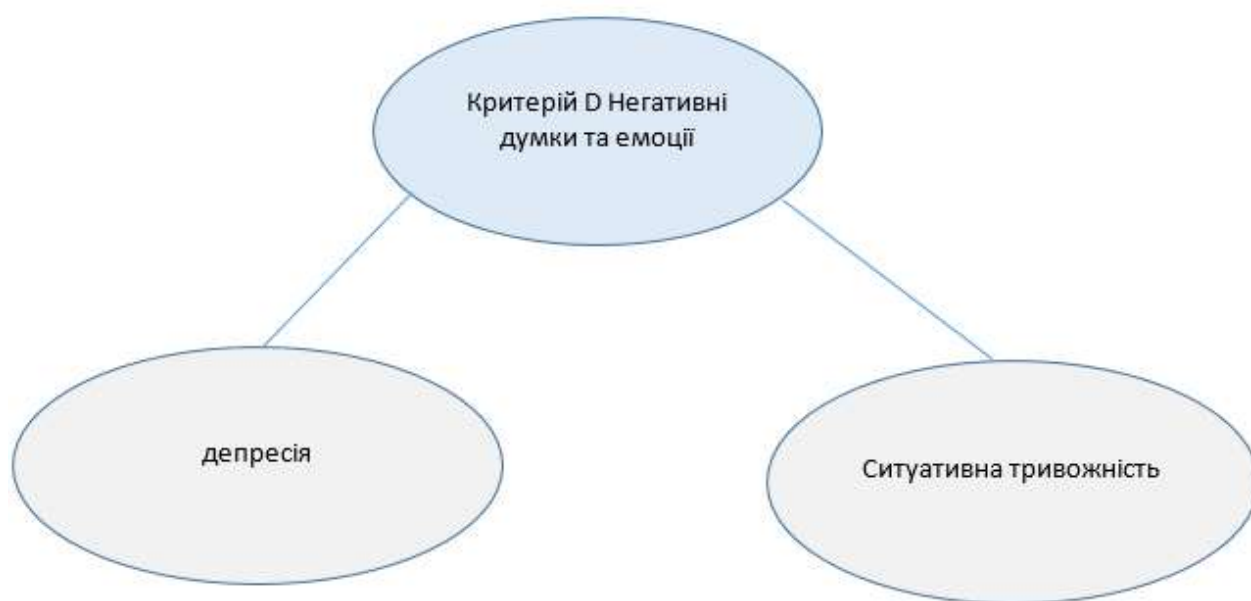 Критерій D Негативні
думки та емоції
депресія
Ситуативна тривожність